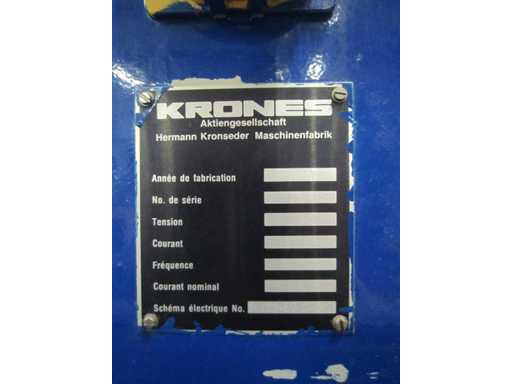 KRONES
Aktiengesellschaft
Hermann Kronseder Maschinenfabrik
Année de fabrication
No. de série
Tension
Courant
Fréquence
Courant nominal
Schéma électrique No.